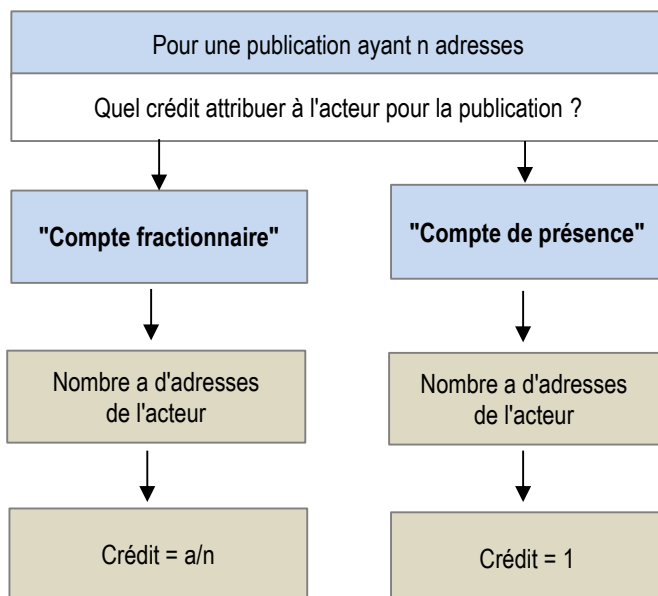 Pour une publication ayant n adresses
Quel crédit attribuer à l'acteur pour la publication ?
"Compte fractionnaire"
"Compte de présence"
Nombre a d'adresses
de l'acteur
Nombre a d'adresses
de l'acteur
Crédit = a/n
Crédit = 1